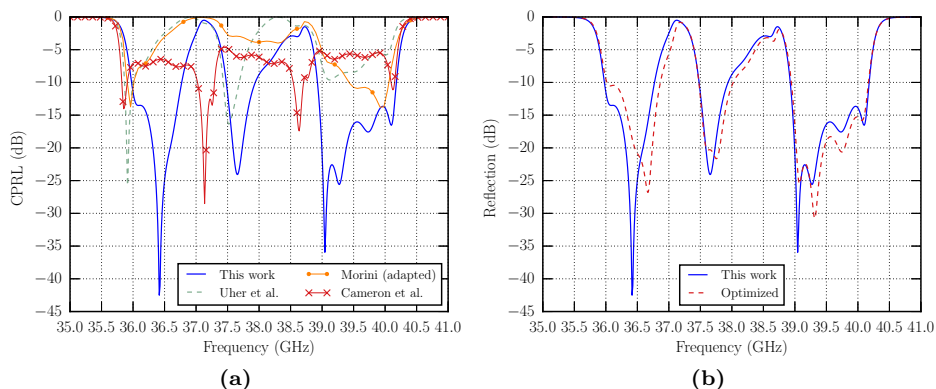 0
−5
−10
−15
−20
−25
−30
−35
−40
−45
CPRL (dB)
This work
Uher et al.
Morini (adapted)
Cameron et al.
35.0 35.5 36.0 36.5 37.0 37.5 38.0 38.5 39.0 39.5 40.0 40.5 41.0
Frequency (GHz)
(a)
0
−5
−10
−15
−20
−25
−30
−35
−40
−45
Reflection (dB)
This work
Optimized
35.0 35.5 36.0 36.5 37.0 37.5 38.0 38.5 39.0 39.5 40.0 40.5 41.0
Frequency (GHz)
(b)